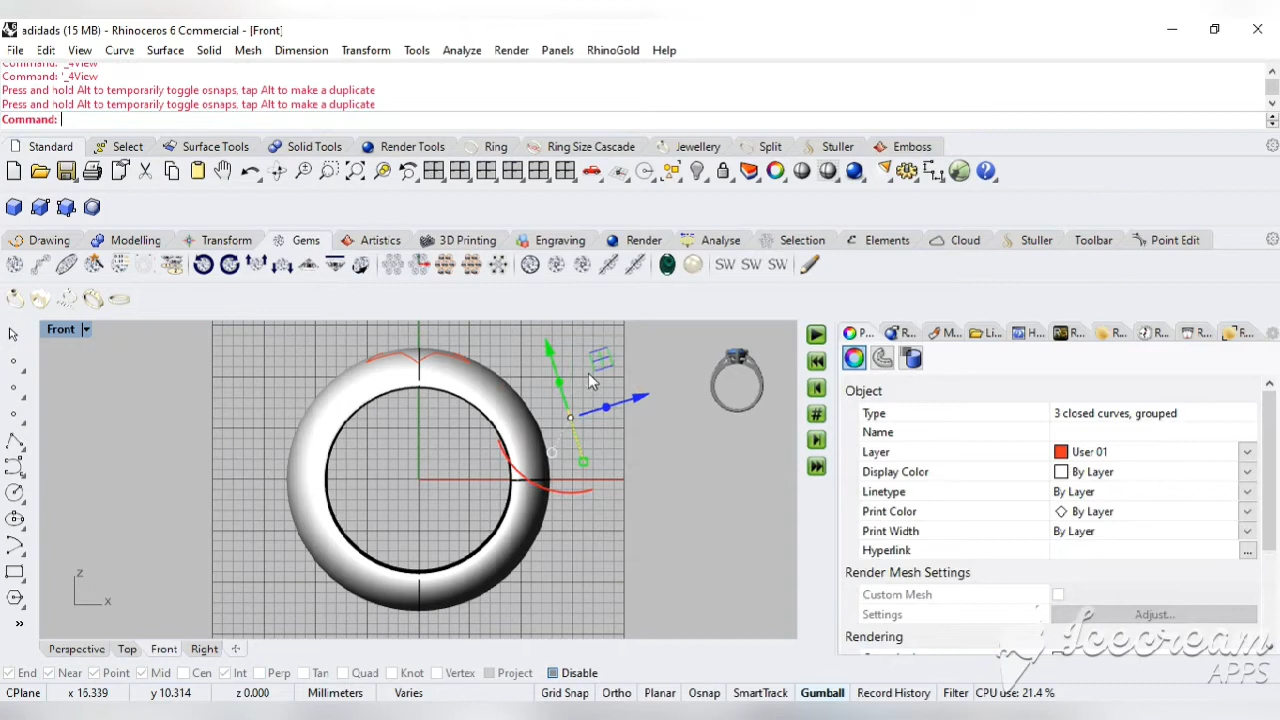 adidads (15 MB) - Rhinoceros 6 Commercial - [Front]
File Edit View Curve Surface Solid Mesh Dimension Transform Tools Analyze Render Panels RhinoGold Help
Command: '_4View
Command: '_4View
Press and hold Alt to temporarily toggle osnaps, tap Alt to make a duplicate
Press and hold Alt to temporarily toggle osnaps, tap Alt to make a duplicate
Command:
Standard Select Surface Tools Solid Tools Render Tools Ring Ring Size Cascade Jewellery Split Stuller Emboss
Drawing Modelling Transform Gems Artistics 3D Printing Engraving Render Analyse Selection Elements Cloud Stuller Toolbar Point Edit
SW SW SW
Front
P... R... M... Li... H... R... R... R... R... F...
Object
Type 3 closed curves, grouped
Name
Layer User 01
Display Color By Layer
Linetype By Layer
Print Color By Layer
Print Width By Layer
Hyperlink ...
Render Mesh Settings
Custom Mesh
Settings Adjust...
Rendering
z
x
Icecream
APPS
Perspective Top Front Right
End Near Point Mid Cen Int Perp Tan Quad Knot Vertex Project Disable
CPlane x 15.339 y 10.314 z 0.000 Millimeters Varies Grid Snap Ortho Planar Osnap SmartTrack Gumball Record History Filter CPU use: 21.4 %